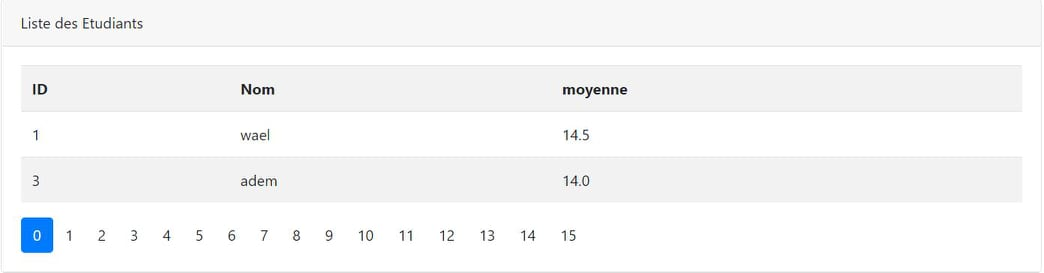 Liste des Etudiants
ID Nom moyenne
1 wael 14.5
3 adem 14.0
0 1 2 3 4 5 6 7 8 9 10 11 12 13 14 15